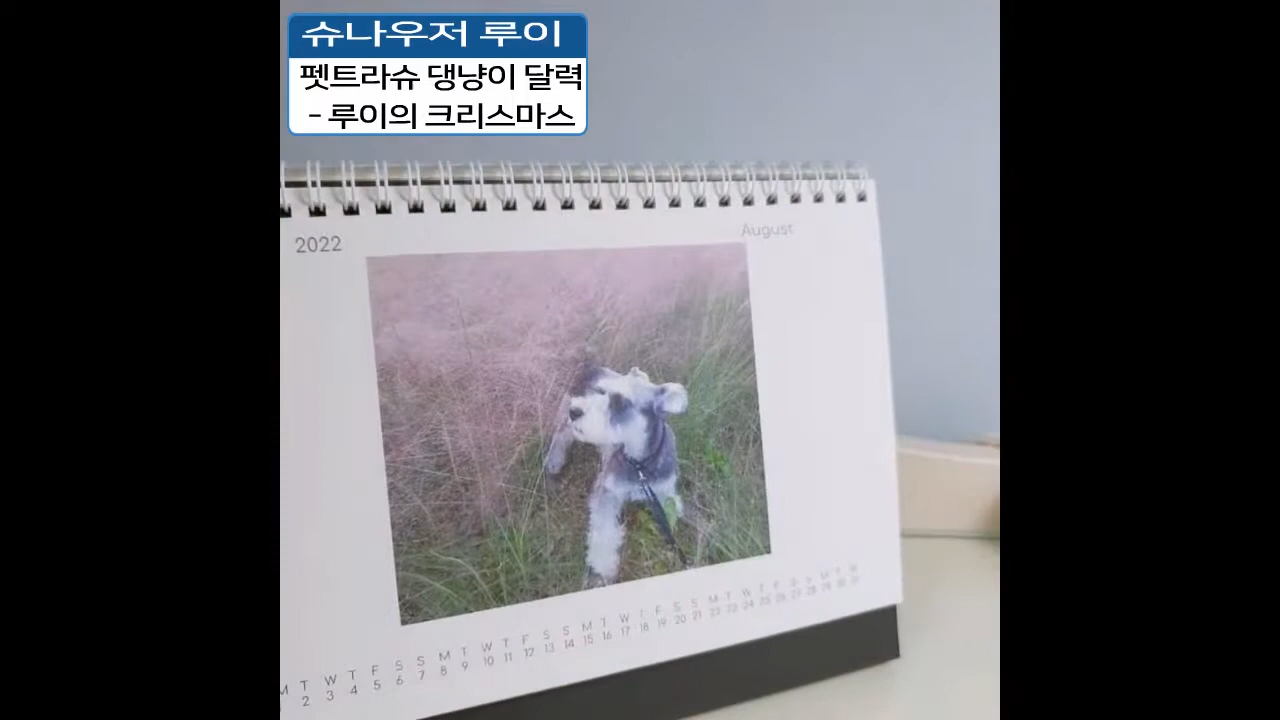 슈나우저 루이
펫트라슈 댕냥이 달력
- 루이의 크리스마스
2022
August
M T W T F S S M T W T F S S M T W T F S S M T W T F S S M T W
2 3 4 5 6 7 8 9 10 11 12 13 14 15 16 17 18 19 20 21 22 23 24 25 26 27 28 29 30 31